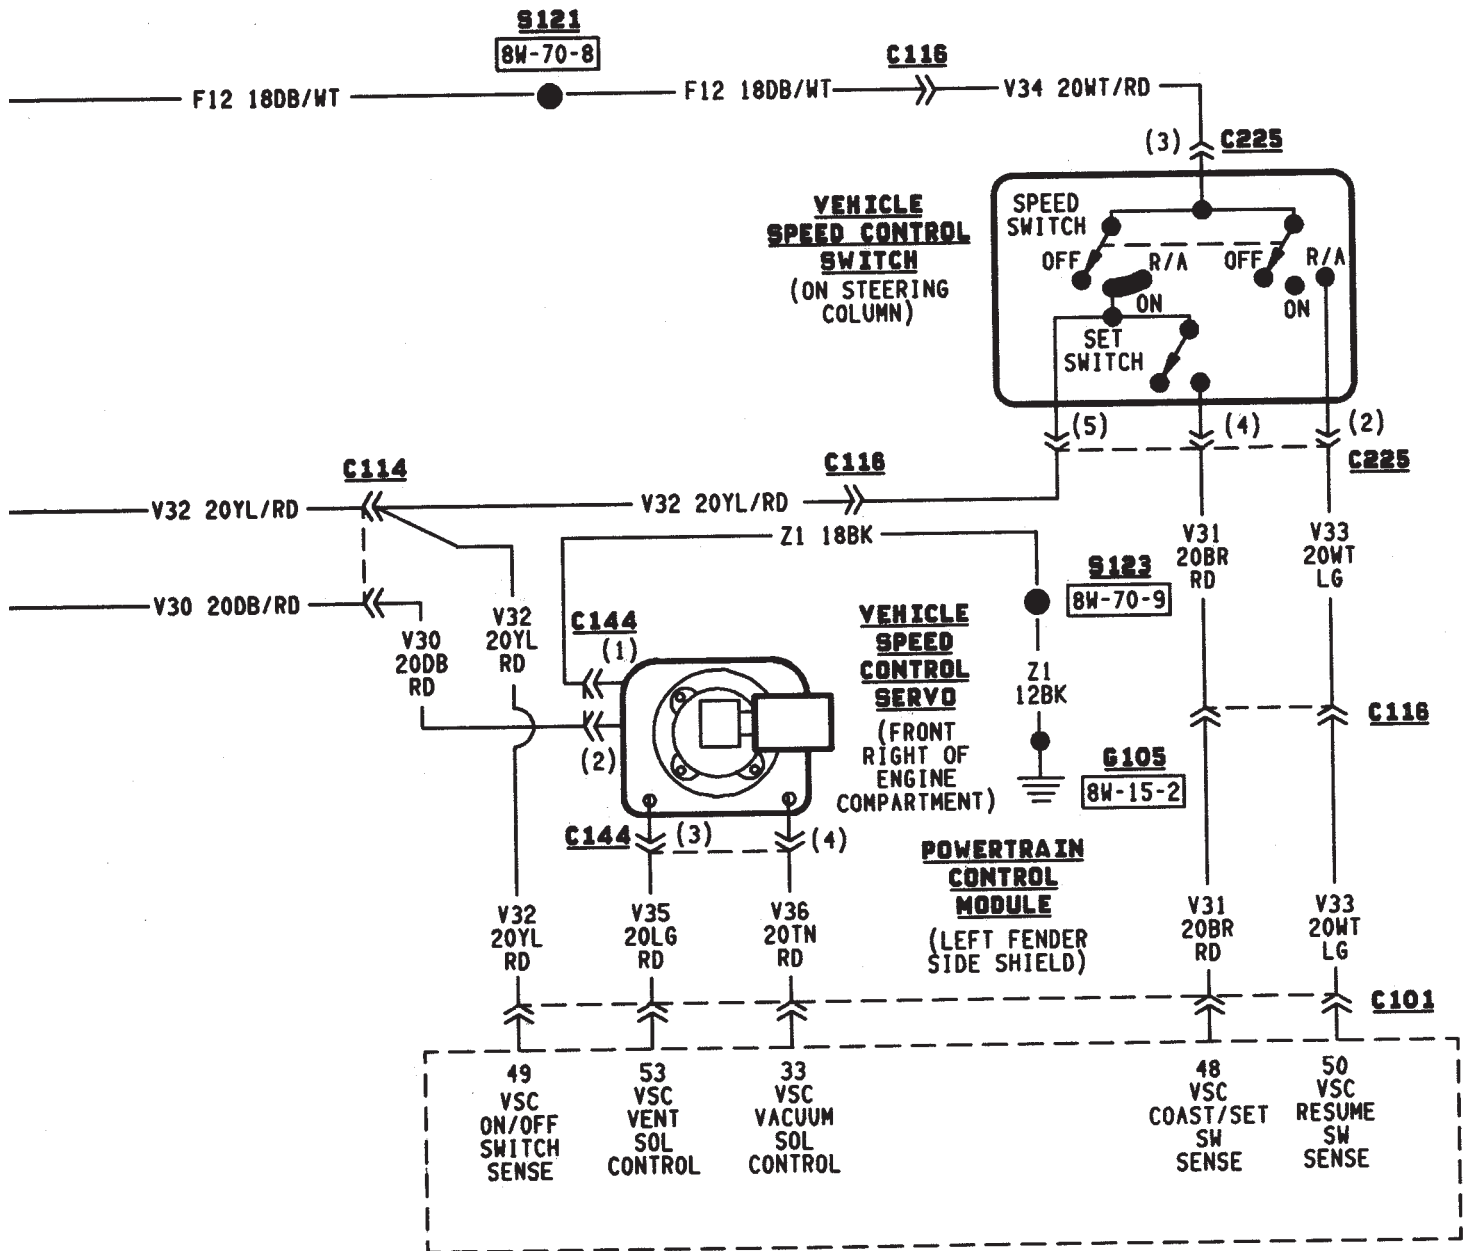 S121
8W-70-8
C116
F12 18DB/WT
F12 18DB/WT
V34 20WT/RD
(3)
C225
VEHICLE
SPEED CONTROL
SWITCH
(ON STEERING
COLUMN)
SPEED
SWITCH
OFF
R/A
ON
OFF
R/A
ON
SET
SWITCH
(5)
(4)
(2)
C225
C114
C116
V32 20YL/RD
V32 20YL/RD
Z1 18BK
V31
20BR
RD
V33
20WT
LG
S123
8W-70-9
V30 20DB/RD
V30
20DB
RD
V32
20YL
RD
C144
(1)
(2)
VEHICLE
SPEED
CONTROL
SERVO
(FRONT
RIGHT OF
ENGINE
COMPARTMENT)
Z1
12BK
C116
G105
8W-15-2
C144
(3)
(4)
POWERTRAIN
CONTROL
MODULE
(LEFT FENDER
SIDE SHIELD)
V32
20YL
RD
V35
20LG
RD
V36
20TN
RD
V31
20BR
RD
V33
20WT
LG
C101
49
VSC
ON/OFF
SWITCH
SENSE
53
VSC
VENT
SOL
CONTROL
33
VSC
VACUUM
SOL
CONTROL
48
VSC
COAST/SET
SW
SENSE
50
VSC
RESUME
SW
SENSE